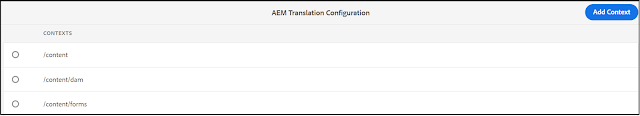 AEM Translation Configuration
Add Context
CONTEXTS
/content
/content/dam
/content/forms